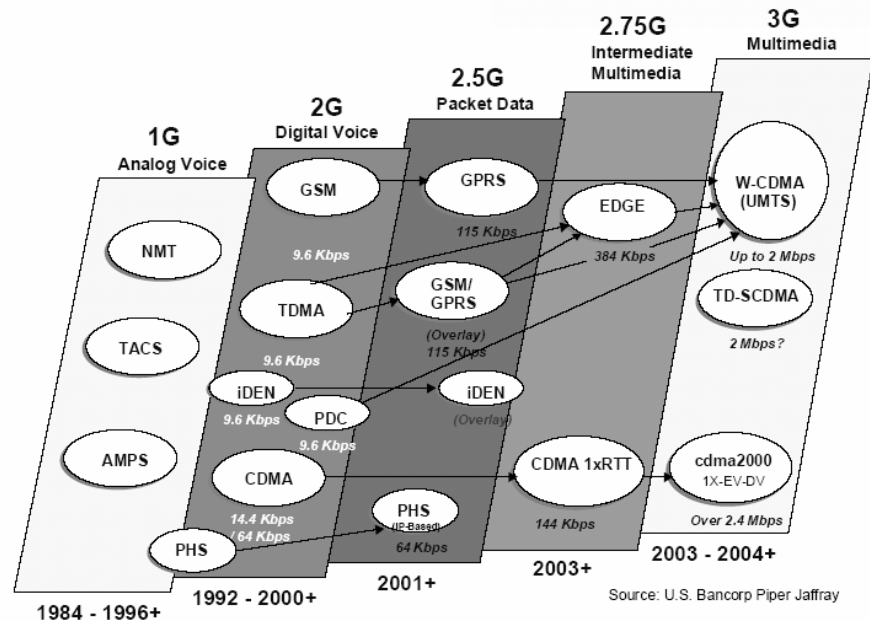 1G
Analog Voice
NMT
TACS
AMPS
1984 - 1996+
2G
Digital Voice
GSM
9.6 Kbps
TDMA
9.6 Kbps
iDEN
9.6 Kbps
PDC
9.6 Kbps
CDMA
14.4 Kbps
/ 64 Kbps
PHS
1992 - 2000+
2.5G
Packet Data
GPRS
115 Kbps
GSM/
GPRS
(Overlay)
115 Kbps
iDEN
(Overlay)
PHS
(IP-Based)
64 Kbps
2001+
2.75G
Intermediate
Multimedia
EDGE
384 Kbps
CDMA 1xRTT
144 Kbps
2003+
3G
Multimedia
W-CDMA
(UMTS)
Up to 2 Mbps
TD-SCDMA
2 Mbps?
cdma2000
1X-EV-DV
Over 2.4 Mbps
2003 - 2004+
Source: U.S. Bancorp Piper Jaffray